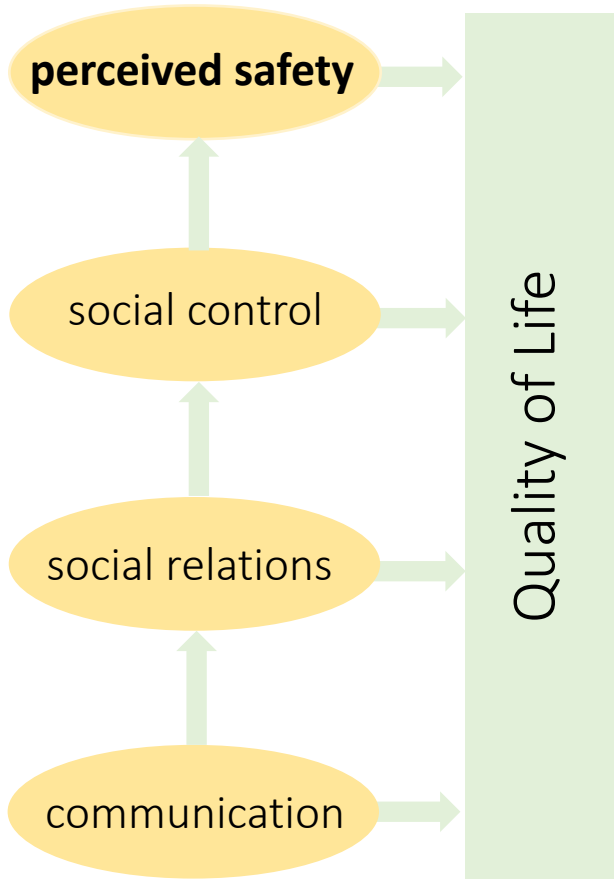 perceived safety
social control
social relations
communication
Quality of Life